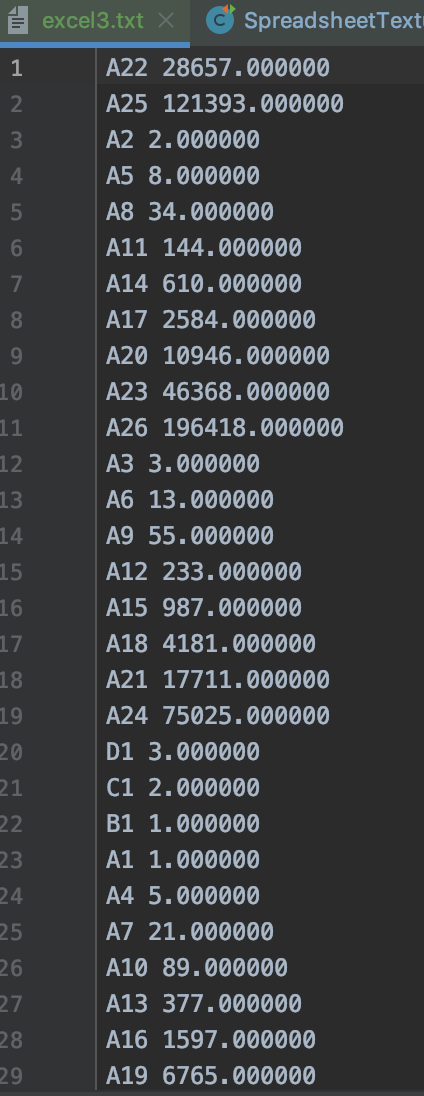 excel3.txt × C SpreadsheetTextu
1 A22 28657.000000
2 A25 121393.000000
3 A2 2.000000
4 A5 8.000000
5 A8 34.000000
6 A11 144.000000
7 A14 610.000000
8 A17 2584.000000
9 A20 10946.000000
10 A23 46368.000000
11 A26 196418.000000
12 A3 3.000000
13 A6 13.000000
14 A9 55.000000
15 A12 233.000000
16 A15 987.000000
17 A18 4181.000000
18 A21 17711.000000
19 A24 75025.000000
20 D1 3.000000
21 C1 2.000000
22 B1 1.000000
23 A1 1.000000
24 A4 5.000000
25 A7 21.000000
26 A10 89.000000
27 A13 377.000000
28 A16 1597.000000
29 A19 6765.000000